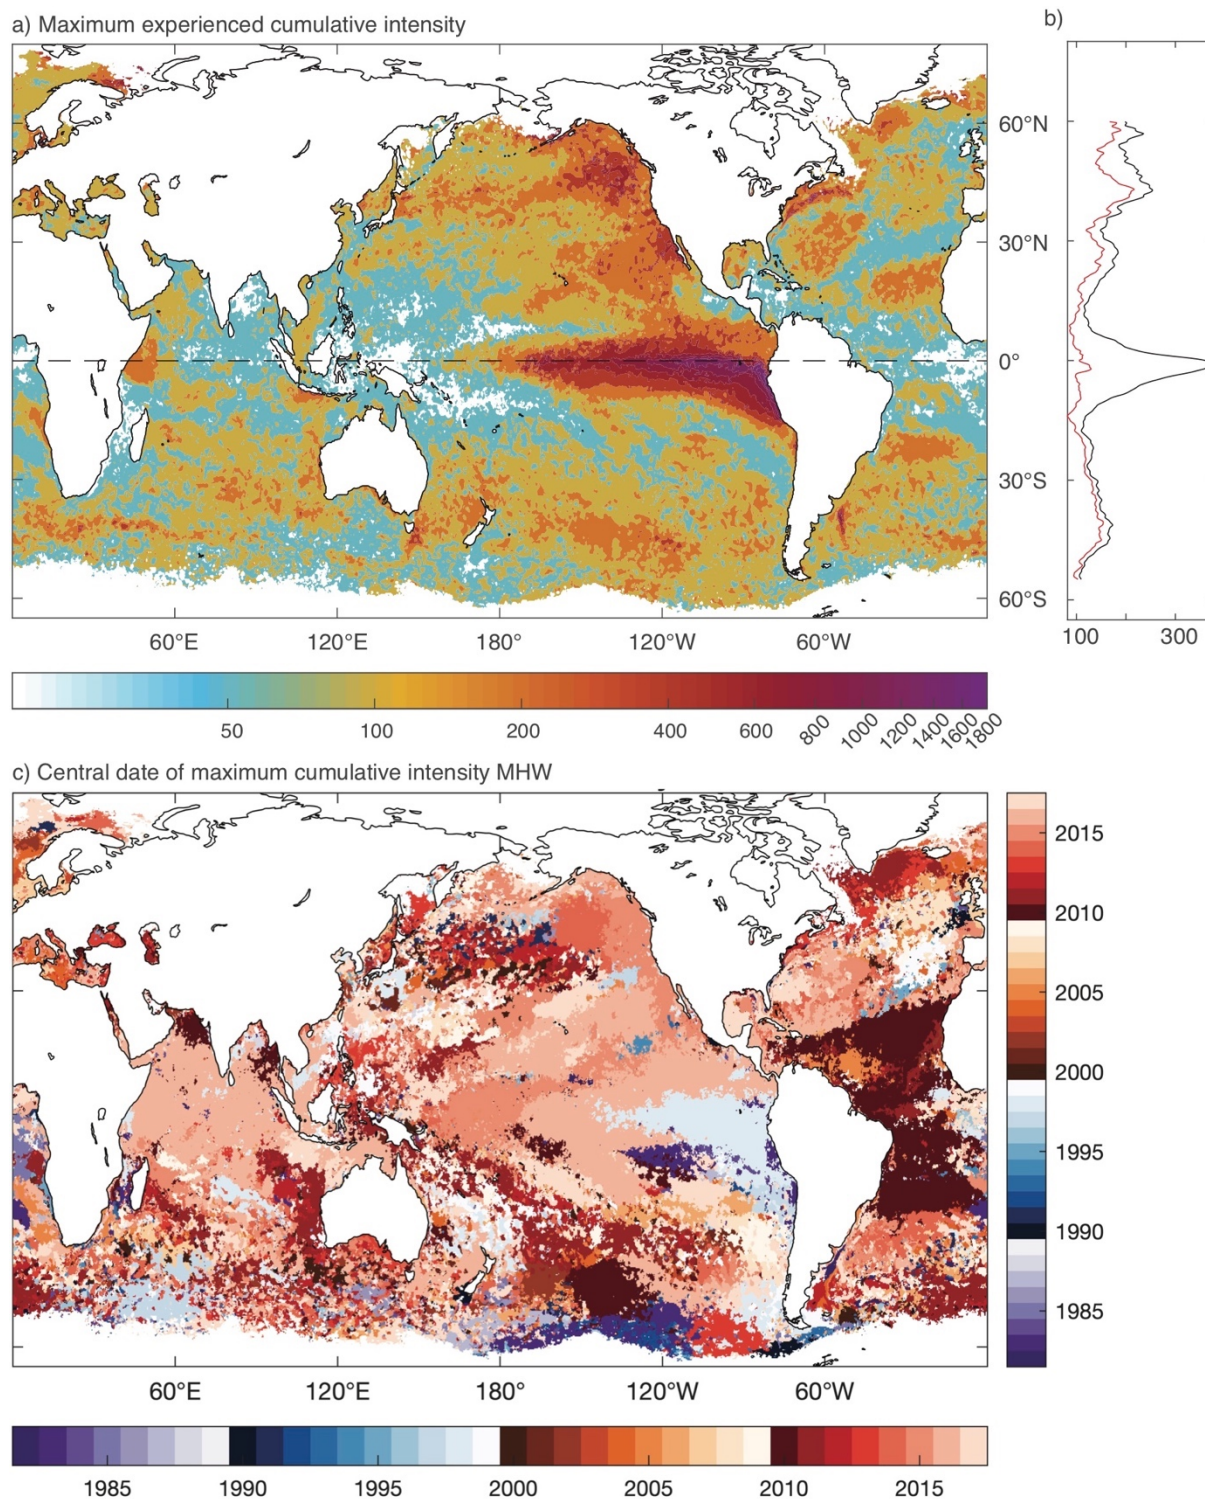 a) Maximum experienced cumulative intensity
b)
60°N
30°N
0°
30°S
60°S
60°E 120°E 180° 120°W 60°W
100 300
50 100 200 400 600 800 1000 1200 1400 1600 1800
c) Central date of maximum cumulative intensity MHW
2015
2010
2005
2000
1995
1990
1985
60°E 120°E 180° 120°W 60°W
1985 1990 1995 2000 2005 2010 2015